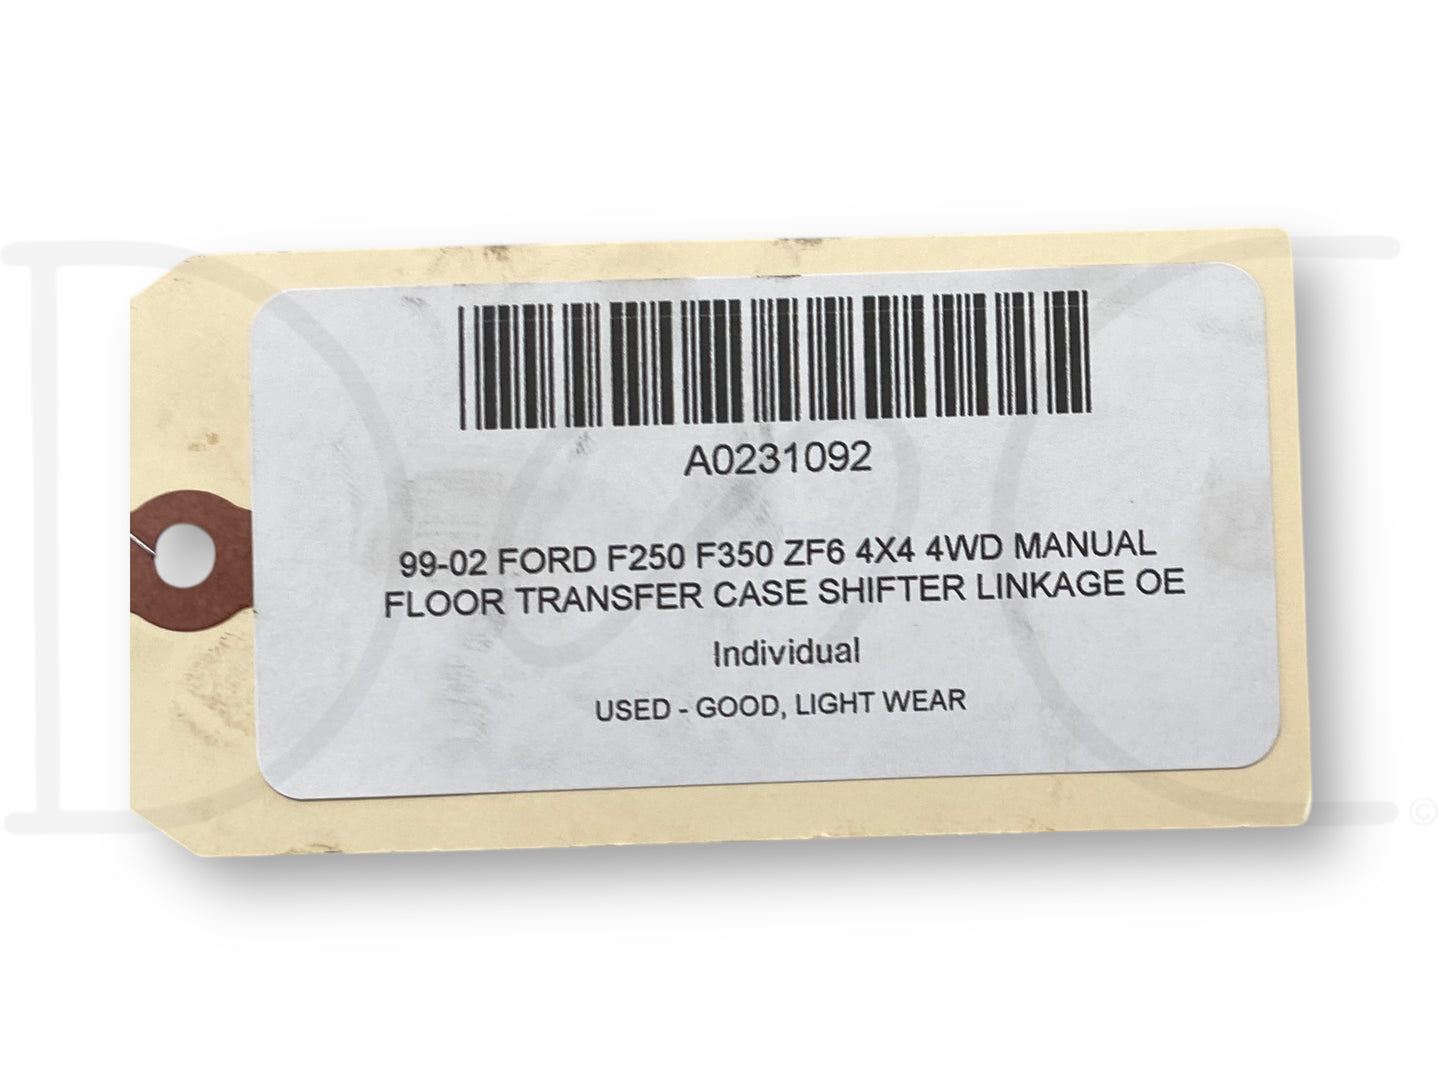 A0231092
99-02 FORD F250 F350 ZF6 4X4 4WD MANUAL
FLOOR TRANSFER CASE SHIFTER LINKAGE OE
Individual
USED - GOOD, LIGHT WEAR